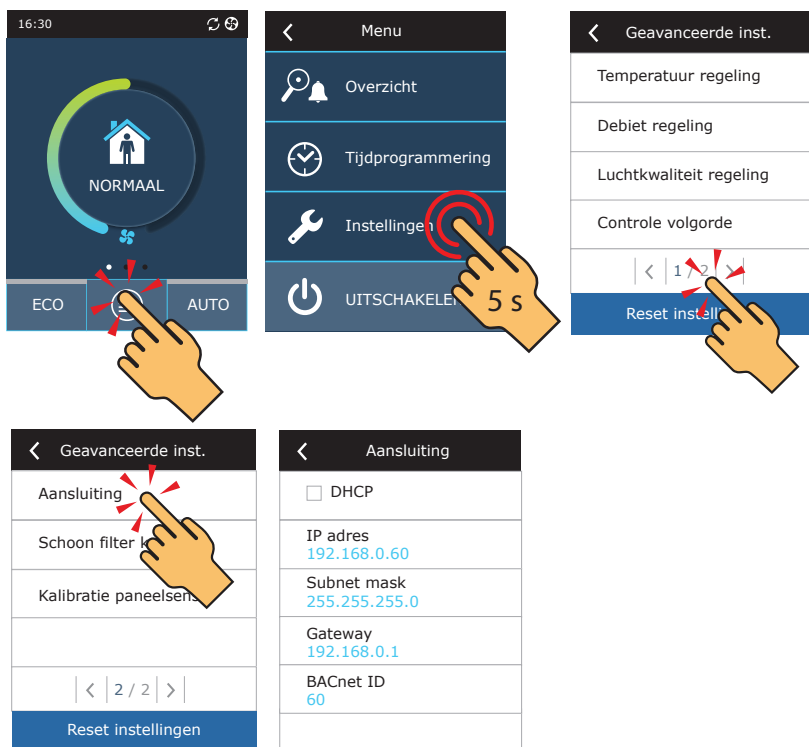 16:30
NORMAAL
ECO
AUTO
Menu
Overzicht
Tijdprogrammering
Instellingen
UITSCHAKELE
5 s
Geavanceerde inst.
Temperatuur regeling
Debiet regeling
Luchtkwaliteit regeling
Controle volgorde
1 / 2
Reset instell
Geavanceerde inst.
Aansluiting
Schoon filter k
Kalibratie paneelsens
2 / 2
Reset instellingen
Aansluiting
DHCP
IP adres
192.168.0.60
Subnet mask
255.255.255.0
Gateway
192.168.0.1
BACnet ID
60